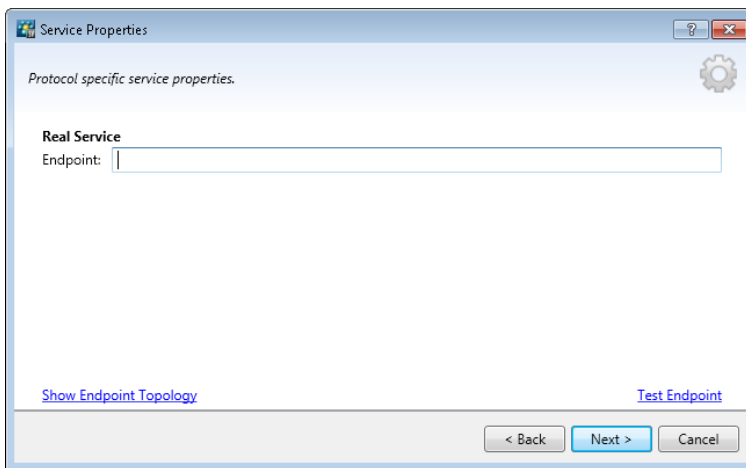 Service Properties
Protocol specific service properties.
Real Service
Endpoint:
Show Endpoint Topology Test Endpoint
< Back Next > Cancel